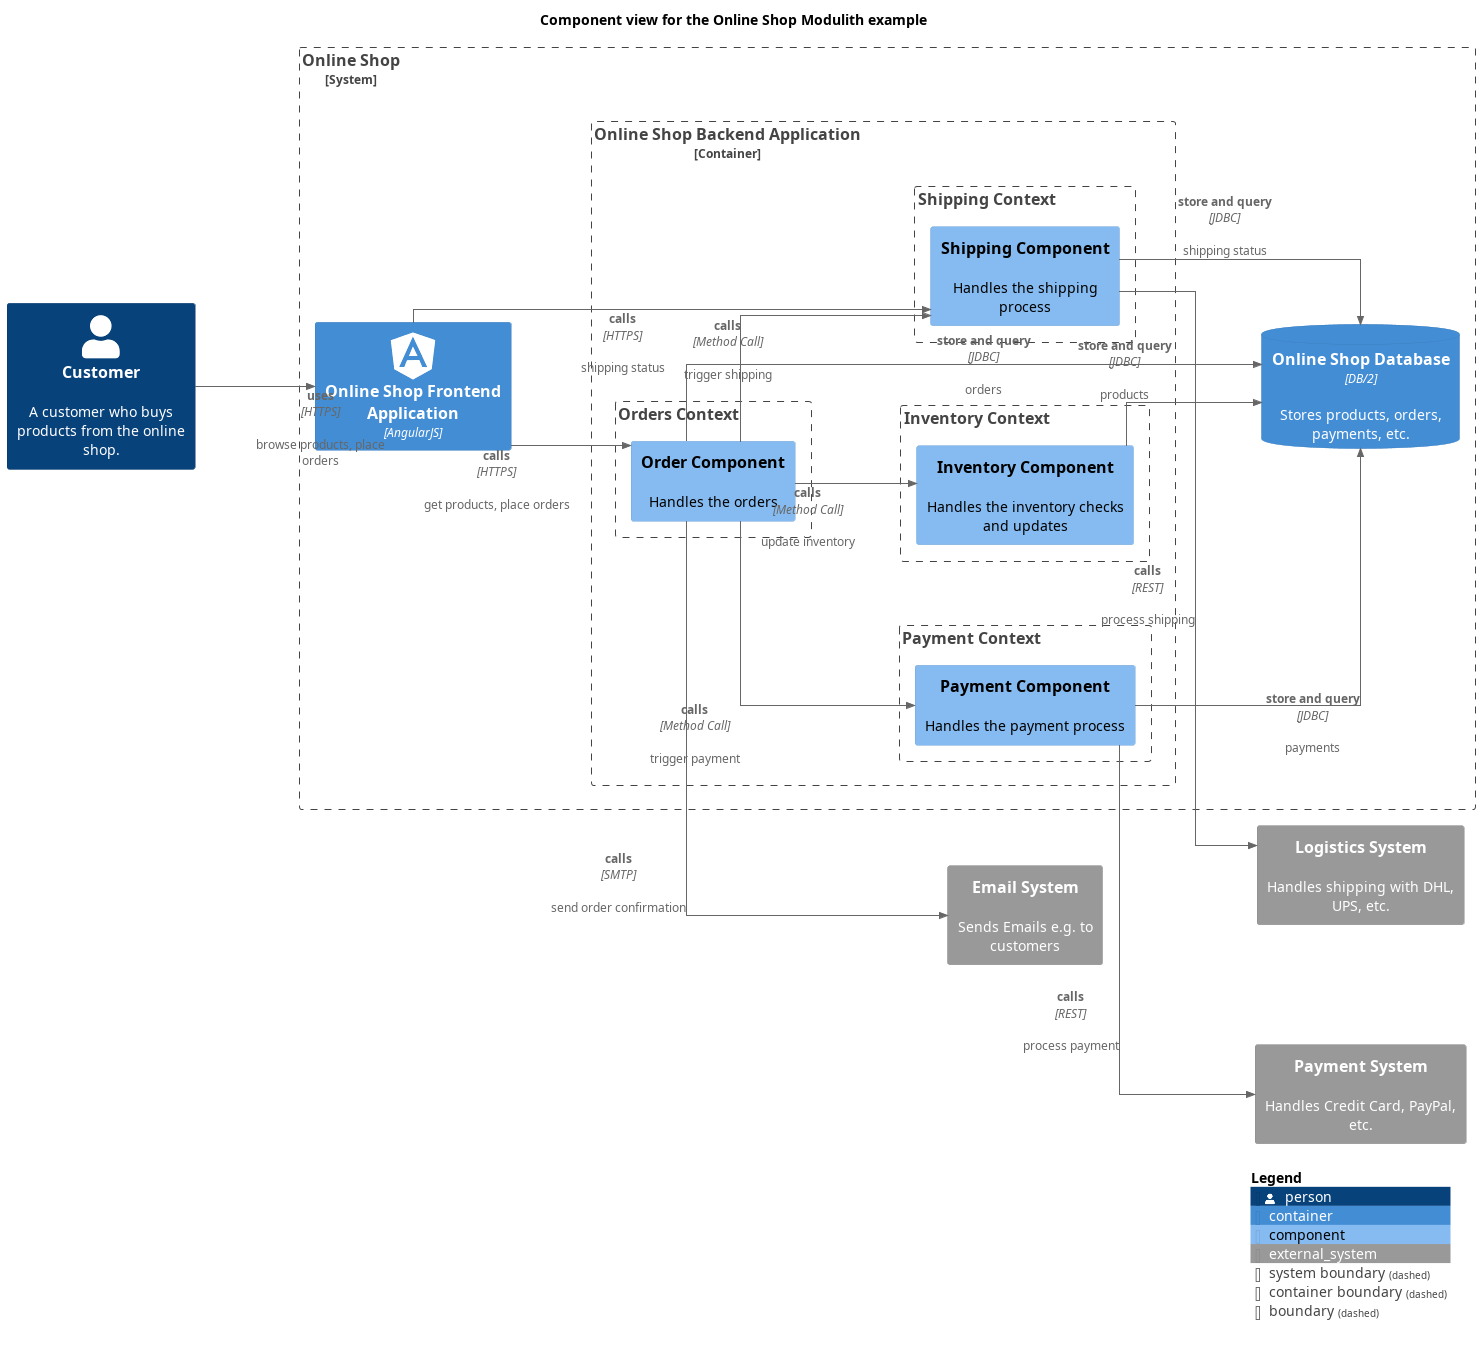 Component view for the Online Shop Modulith example
Online Shop
[System]
Online Shop Backend Application
[Container]
Shipping Context
Shipping Component
Handles the shipping
process
store and query
[JDBC]
shipping status
Customer
A customer who buys
products from the online
shop.
uses
[HTTPS]
browse products, place
orders
Online Shop Frontend
Application
[AngularJS]
calls
[HTTPS]
shipping status
calls
[Method Call]
trigger shipping
store and query
[JDBC]
orders
store and query
[JDBC]
products
Online Shop Database
[DB/2]
Stores products, orders,
payments, etc.
calls
[HTTPS]
get products, place orders
Orders Context
Order Component
Handles the orders
calls
[Method Call]
update inventory
Inventory Context
Inventory Component
Handles the inventory checks
and updates
calls
[REST]
process shipping
Payment Context
Payment Component
Handles the payment process
calls
[Method Call]
trigger payment
store and query
[JDBC]
payments
calls
[SMTP]
send order confirmation
Email System
Sends Emails e.g. to
customers
Logistics System
Handles shipping with DHL,
UPS, etc.
calls
[REST]
process payment
Payment System
Handles Credit Card, PayPal,
etc.
Legend
person
container
component
external_system
system boundary (dashed)
container boundary (dashed)
boundary (dashed)